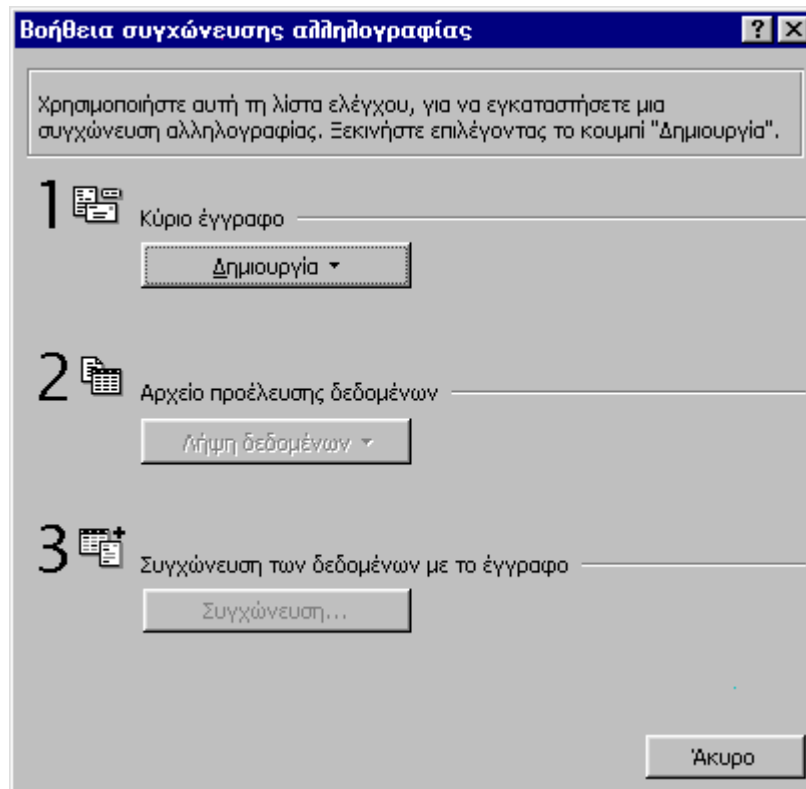 Βοήθεια συγχώνευσης αλληλογραφίας
Χρησιμοποιήστε αυτή τη λίστα ελέγχου, για να εγκαταστήσετε μια
συγχώνευση αλληλογραφίας. Ξεκινήστε επιλέγοντας το κουμπί "Δημιουργία".
1 Κύριο έγγραφο
Δημιουργία
2 Αρχείο προέλευσης δεδομένων
Λήψη δεδομένων
3 Συγχώνευση των δεδομένων με το έγγραφο
Συγχώνευση...
Άκυρο